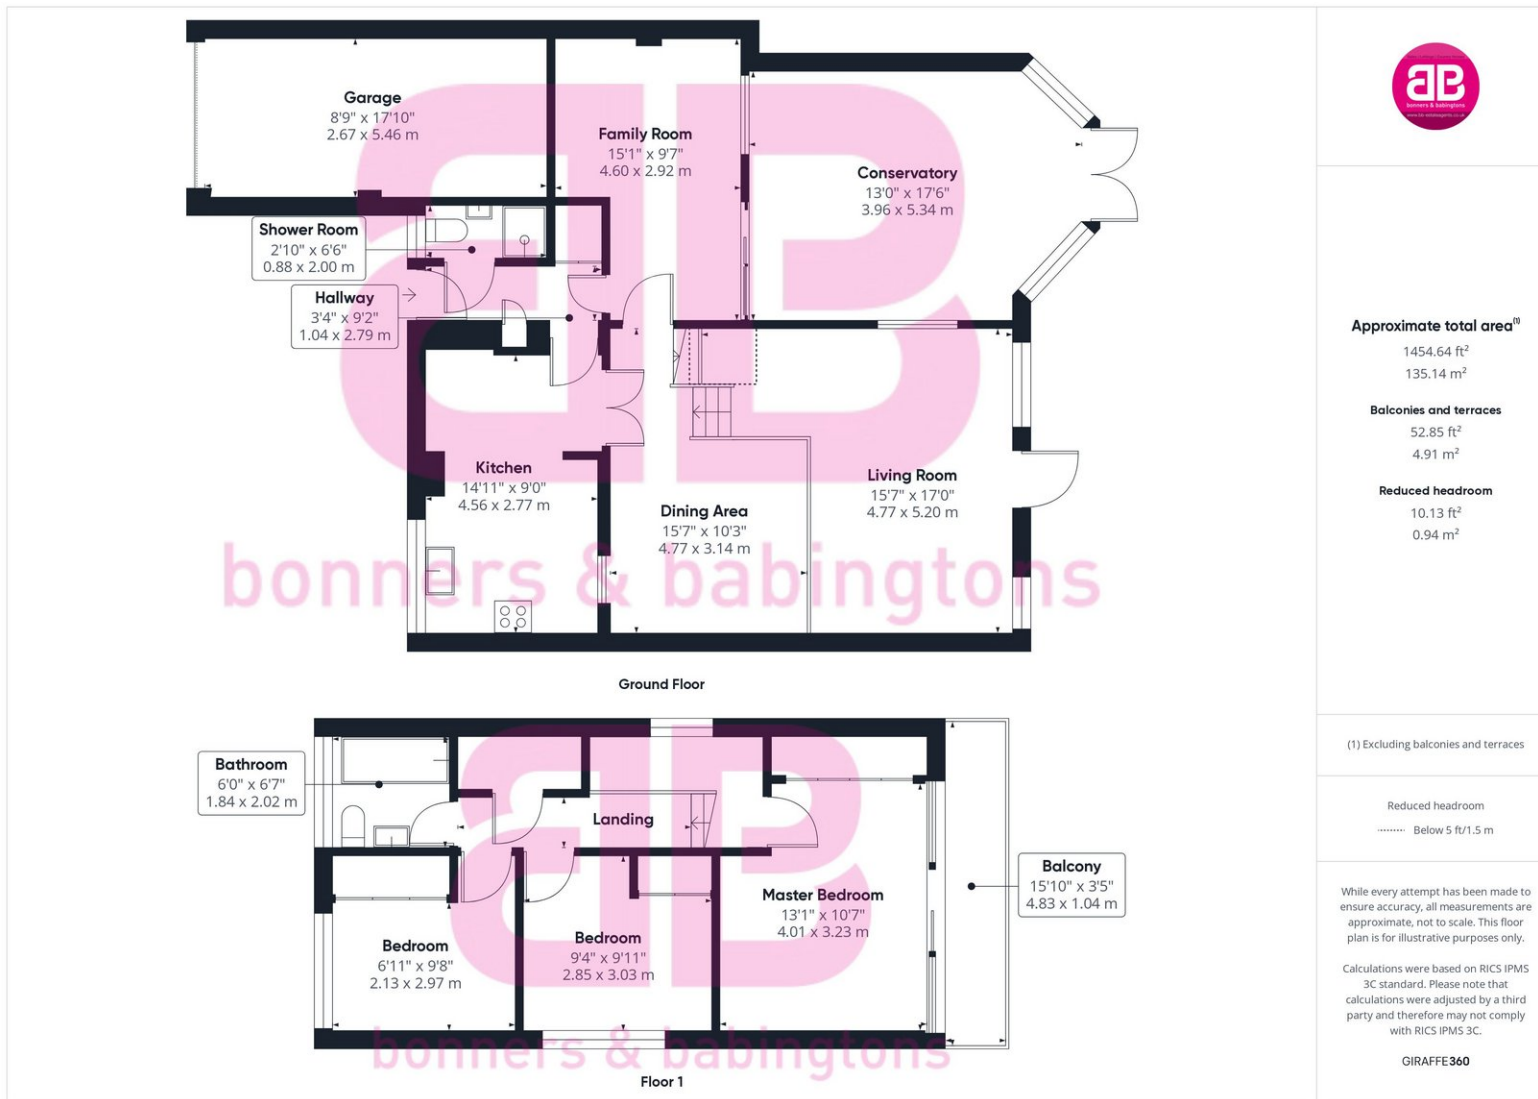 Garage
8'9" x 17'10"
2.67 x 5.46 m
Family Room
15'1" x 9'7"
4.60 x 2.92 m
Conservatory
13'0" x 17'6"
3.96 x 5.34 m
Shower Room
2'10" x 6'6"
0.88 x 2.00 m
Hallway
3'4" x 9'2"
1.04 x 2.79 m
Kitchen
14'11" x 9'0"
4.56 x 2.77 m
Dining Area
15'7" x 10'3"
4.77 x 3.14 m
Living Room
15'7" x 17'0"
4.77 x 5.20 m
bonners & babingtons
Ground Floor
Bathroom
6'0" x 6'7"
1.84 x 2.02 m
Landing
Bedroom
6'11" x 9'8"
2.13 x 2.97 m
Bedroom
9'4" x 9'11"
2.85 x 3.03 m
Master Bedroom
13'1" x 10'7"
4.01 x 3.23 m
Balcony
15'10" x 3'5"
4.83 x 1.04 m
bonners & babingtons
Floor 1
bonners & babingtons
Approximate total area(1)
1454.64 ft²
135.14 m²
Balconies and terraces
52.85 ft²
4.91 m²
Reduced headroom
10.13 ft²
0.94 m²
(1) Excluding balconies and terraces
Reduced headroom
Below 5 ft/1.5 m
While every attempt has been made to
ensure accuracy, all measurements are
approximate, not to scale. This floor
plan is for illustrative purposes only.
Calculations were based on RICS IPMS
3C standard. Please note that
calculations were adjusted by a third
party and therefore may not comply
with RICS IPMS 3C.
GIRAFFE360